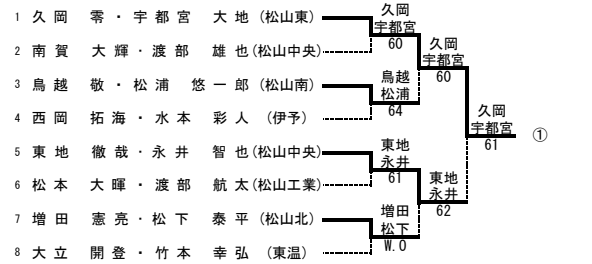 1 久岡 零・宇都宮 大地(松山東)
2 南賀 大輝・渡部 雄也(松山中央)
3 鳥越 敬・松浦 悠一郎(松山南)
4 西岡 拓海・水本 彩人(伊予)
5 東地 徹哉・永井 智也(松山中央)
6 松本 大暉・渡部 航太(松山工業)
7 増田 憲亮・松下 泰平(松山北)
8 大立 開登・竹本 幸弘(東温)
久岡
宇都宮
60
鳥越
松浦
64
東地
永井
61
増田
松下
W.O
久岡
宇都宮
60
東地
永井
62
久岡
宇都宮
61
①